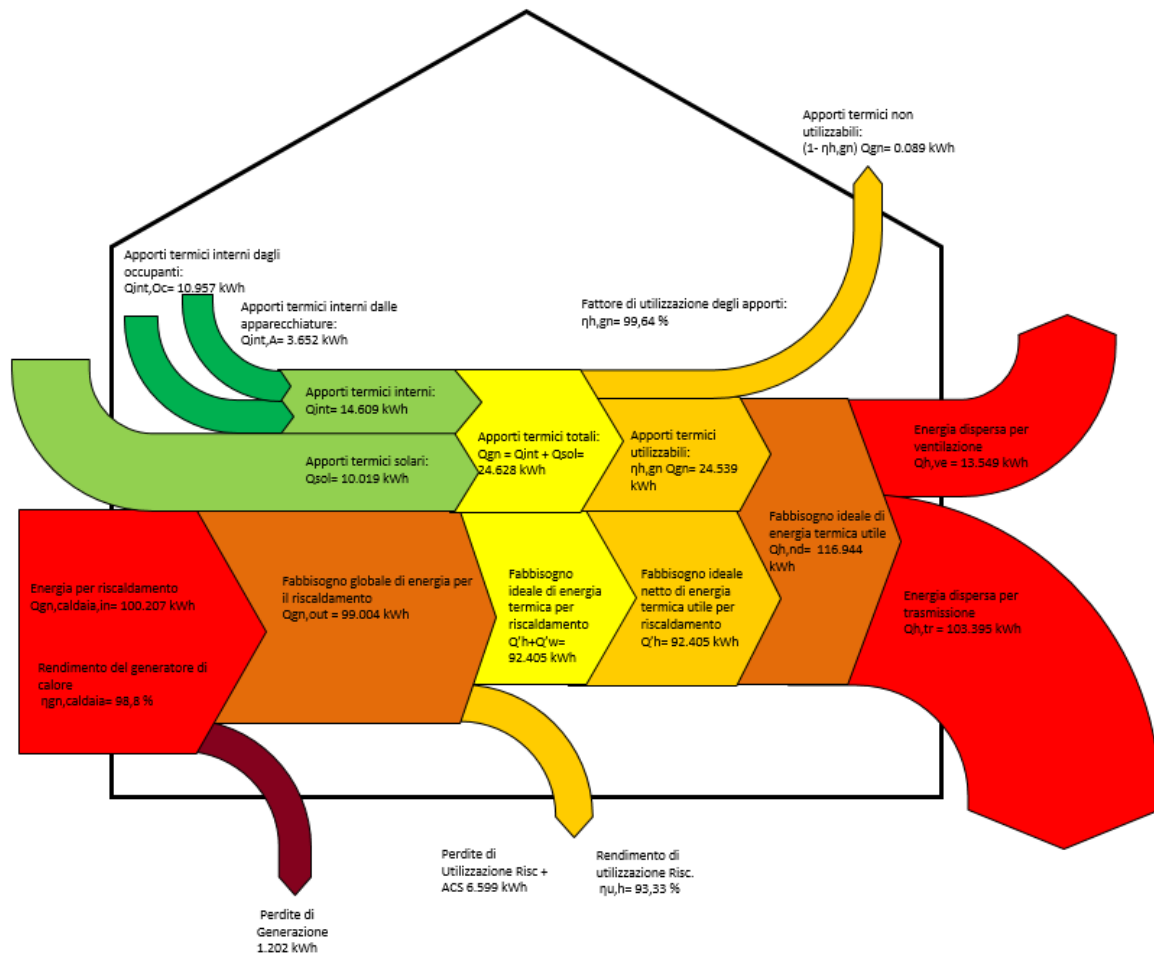 Apporti termici non
utilizzabili:
(1- ηh,gn) Qgn= 0.089 kWh
Apporti termici interni dagli
occupanti:
Qint,Oc= 10.957 kWh
Apporti termici interni dalle
apparecchiature:
Qint,A= 3.652 kWh
Fattore di utilizzazione degli apporti:
ηh,gn= 99,64 %
Apporti termici interni:
Qint= 14.609 kWh
Apporti termici solari:
Qsol= 10.019 kWh
Apporti termici totali:
Qgn = Qint + Qsol=
24.628 kWh
Apporti termici
utilizzabili:
ηh,gn Qgn= 24.539
kWh
Energia dispersa per
ventilazione
Qh,ve = 13.549 kWh
Fabbisogno ideale di
energia termica utile
Qh,nd=  116.944
kWh
Energia per riscaldamento
Qgn,caldaia,in= 100.207 kWh
Rendimento del generatore di
calore
ηgn,caldaia= 98,8 %
Fabbisogno globale di energia per
il riscaldamento
Qgn,out = 99.004 kWh
Fabbisogno
ideale di energia
termica per
riscaldamento
Q'h+Q'w=
92.405 kWh
Fabbisogno ideale
netto di energia
termica utile per
riscaldamento
Q'h= 92.405 kWh
Energia dispersa per
trasmissione
Qh,tr = 103.395 kWh
Perdite di
Utilizzazione Risc +
ACS 6.599 kWh
Rendimento di
utilizzazione Risc.
ηu,h= 93,33 %
Perdite di
Generazione
1.202 kWh